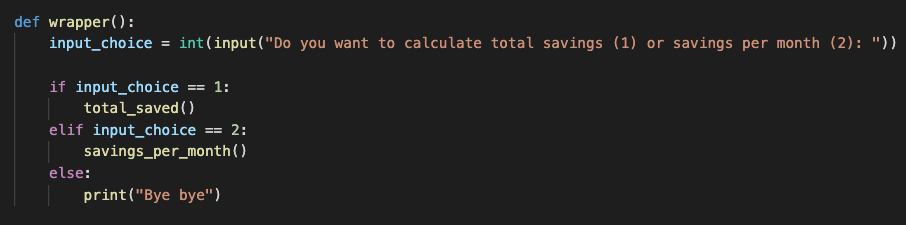 def wrapper():
    input_choice = int(input("Do you want to calculate total savings (1) or savings per month (2): "))

    if input_choice == 1:
        total_saved()
    elif input_choice == 2:
        savings_per_month()
    else:
        print("Bye bye")